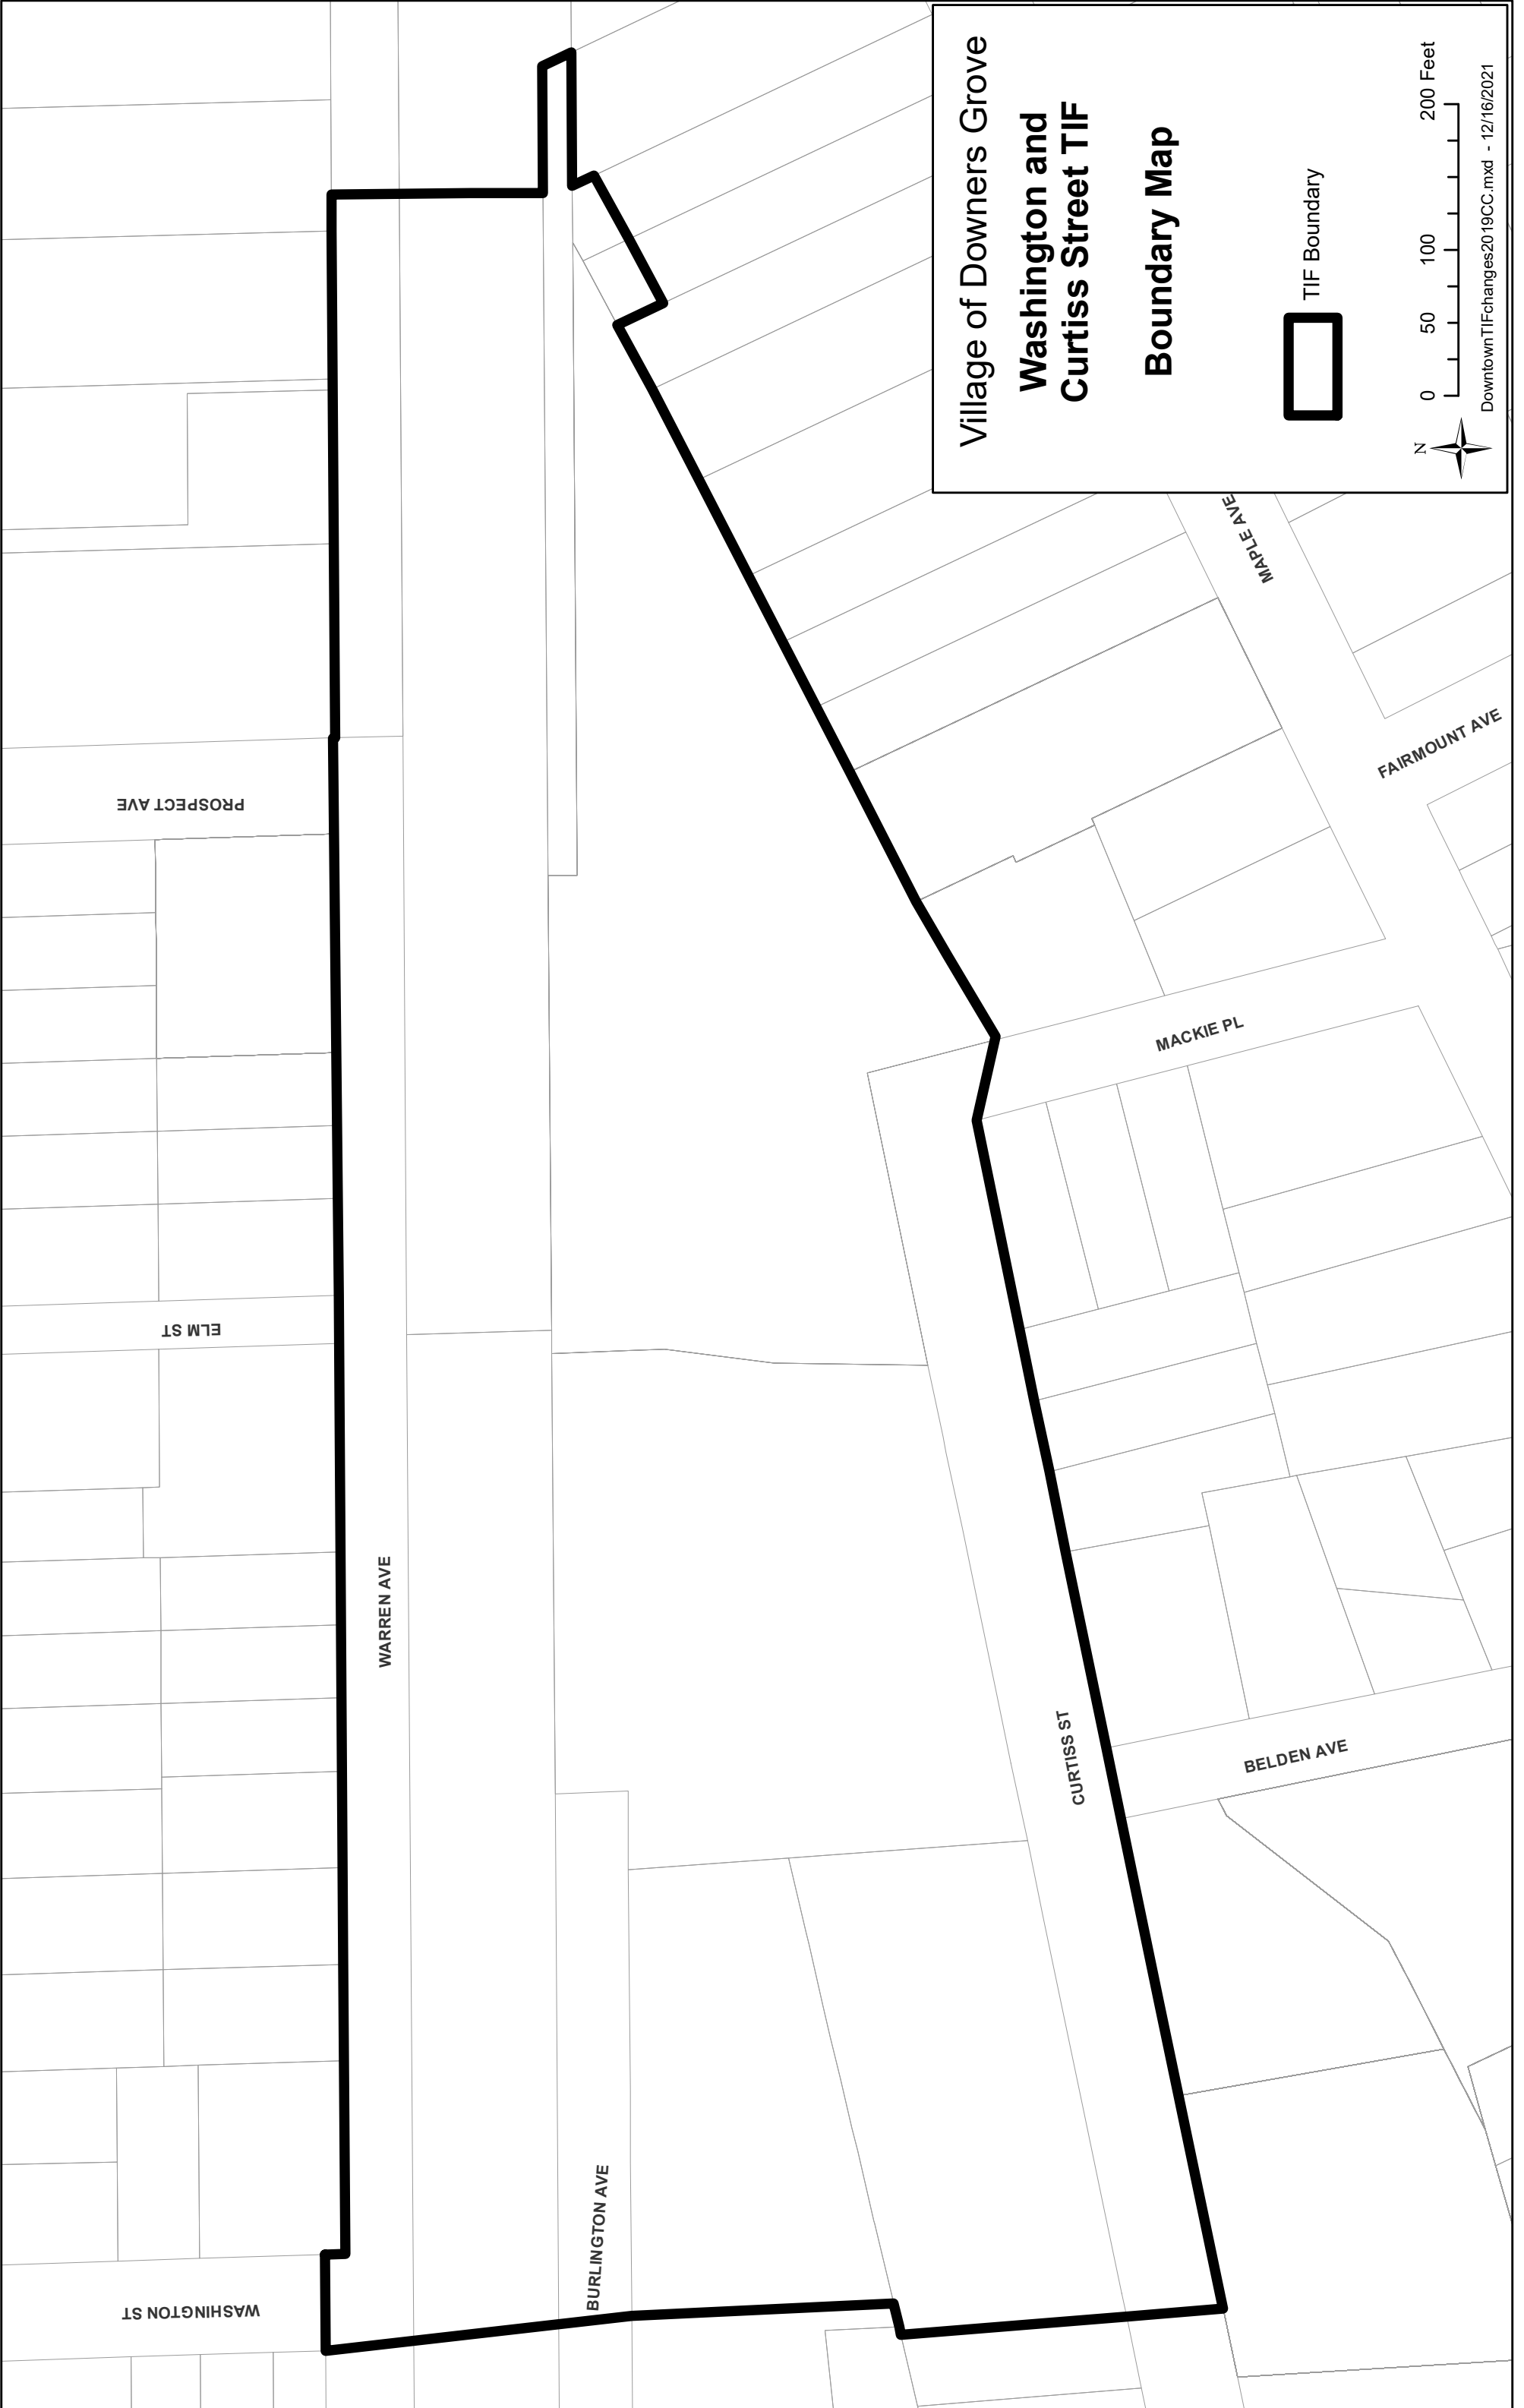 Village of Downers Grove
Washington and
Curtiss Street TIF
Boundary Map
TIF Boundary
N
0 50 100 200 Feet
DowntownTIFchanges2019CC.mxd - 12/16/2021
PROSPECT AVE
ELM ST
WASHINGTON ST
WARREN AVE
BURLINGTON AVE
CURTISS ST
BELDEN AVE
MACKIE PL
MAPLE AVE
FAIRMOUNT AVE